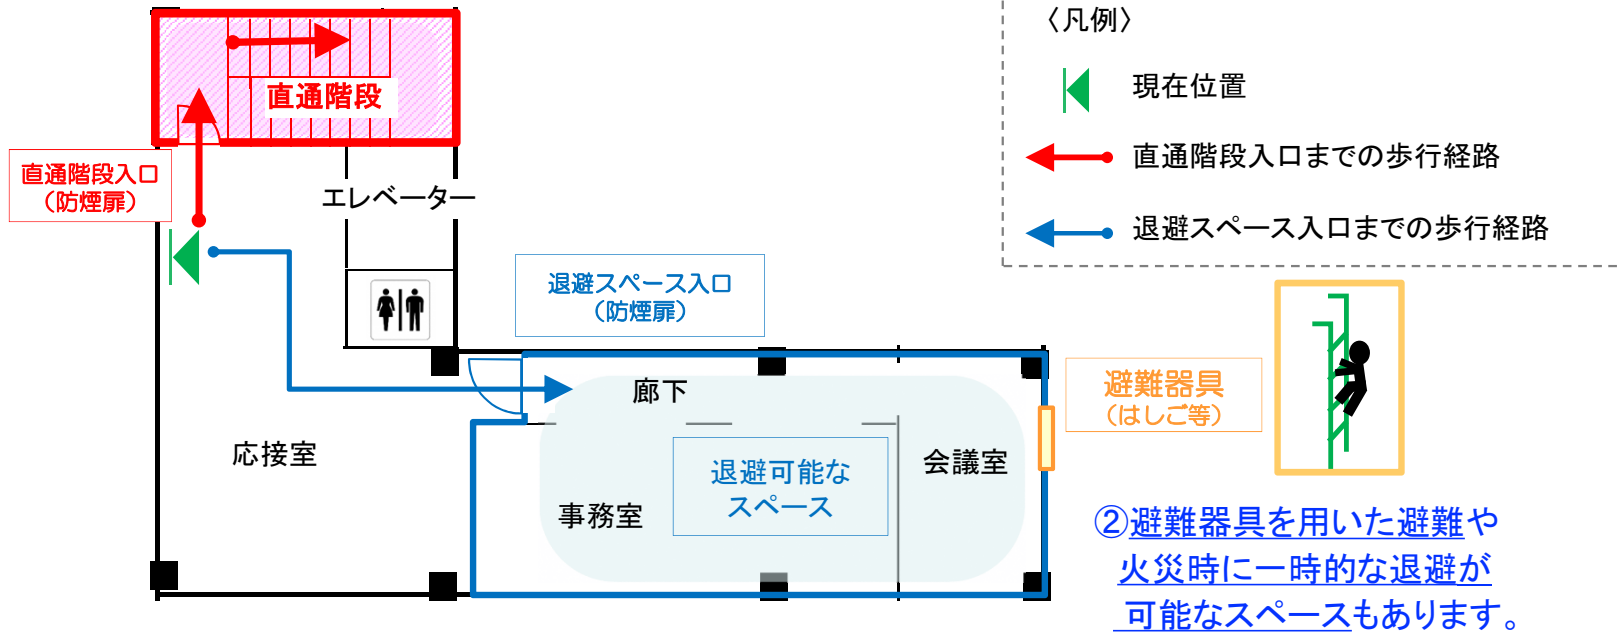 〈凡例〉
現在位置
直通階段入口までの歩行経路
退避スペース入口までの歩行経路
直通階段
直通階段入口
（防煙扉）
エレベーター
退避スペース入口
（防煙扉）
廊下
避難器具
（はしご等）
応接室
退避可能な
スペース
会議室
事務室
②避難器具を用いた避難や
火災時に一時的な退避が
可能なスペースもあります。